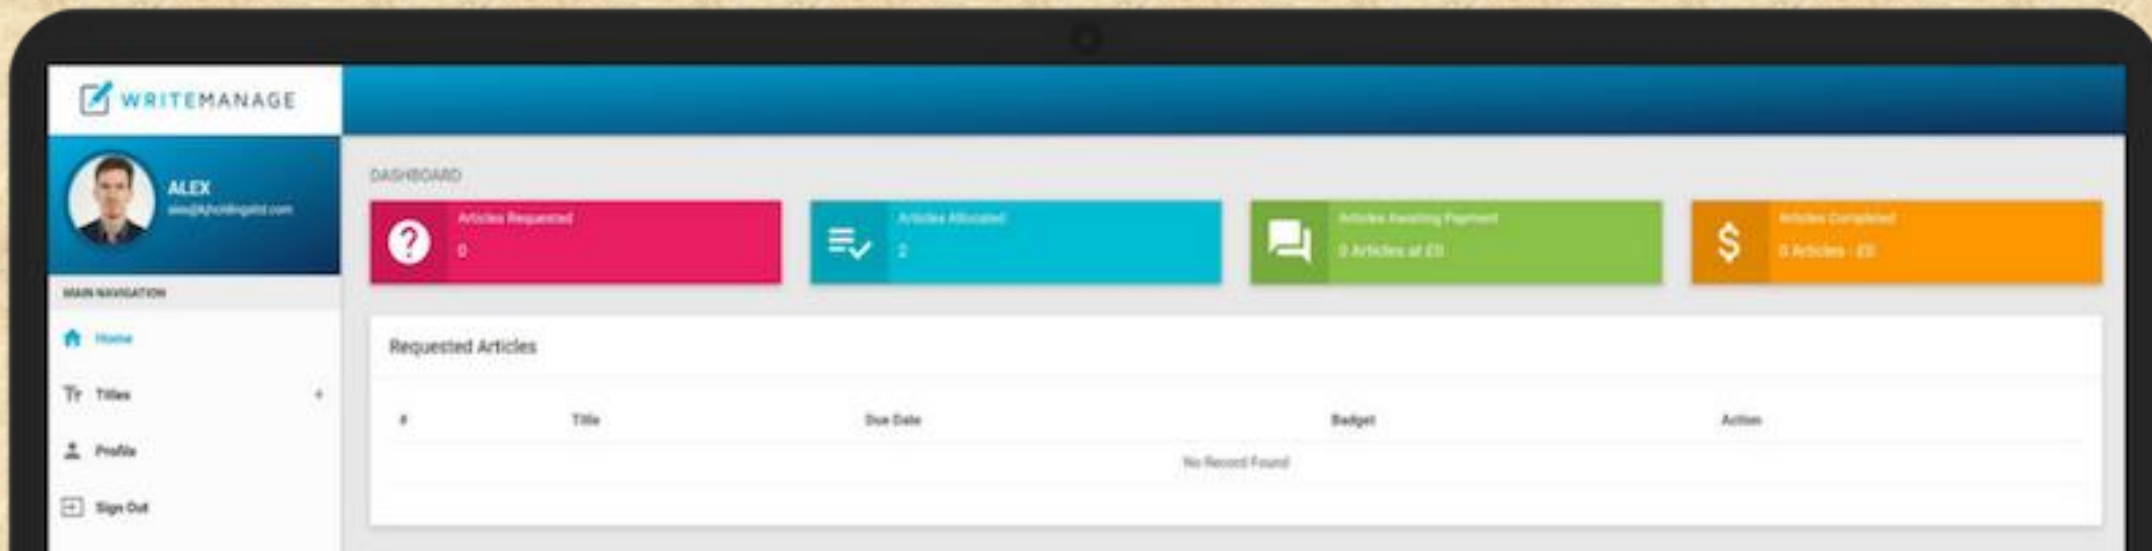 WRITEMANAGE
ALEX
MAIN NAVIGATION
Home
Titles +
Profile
Sign Out
DASHBOARD
Articles Requested
0
Articles Allocated
2
Articles Awaiting Payment
0 Articles at £0
Articles Completed
0 Articles - £0
Requested Articles
# Title Due Date Budget Action
No Record Found